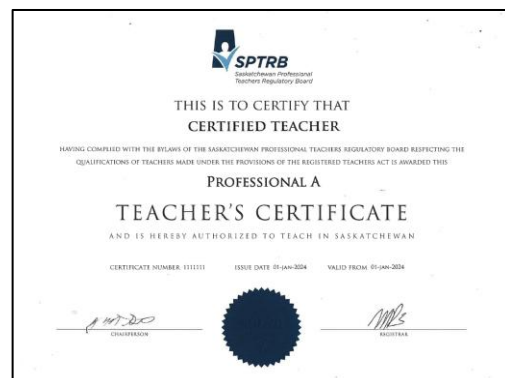 SPTRB
Saskatchewan Professional
Teachers Regulatory Board
THIS IS TO CERTIFY THAT
CERTIFIED TEACHER
HAVING COMPLIED WITH THE BYLAWS OF THE SASKATCHEWAN PROFESSIONAL TEACHERS REGULATORY BOARD RESPECTING THE
QUALIFICATIONS OF TEACHERS MADE UNDER THE PROVISIONS OF THE REGISTERED TEACHERS ACT IS AWARDED THIS
PROFESSIONAL A
TEACHER'S CERTIFICATE
AND IS HEREBY AUTHORIZED TO TEACH IN SASKATCHEWAN
CERTIFICATE NUMBER 1111111 ISSUE DATE 01-JAN-2024 VALID FROM 01-JAN-2024
CHAIRPERSON REGISTRAR